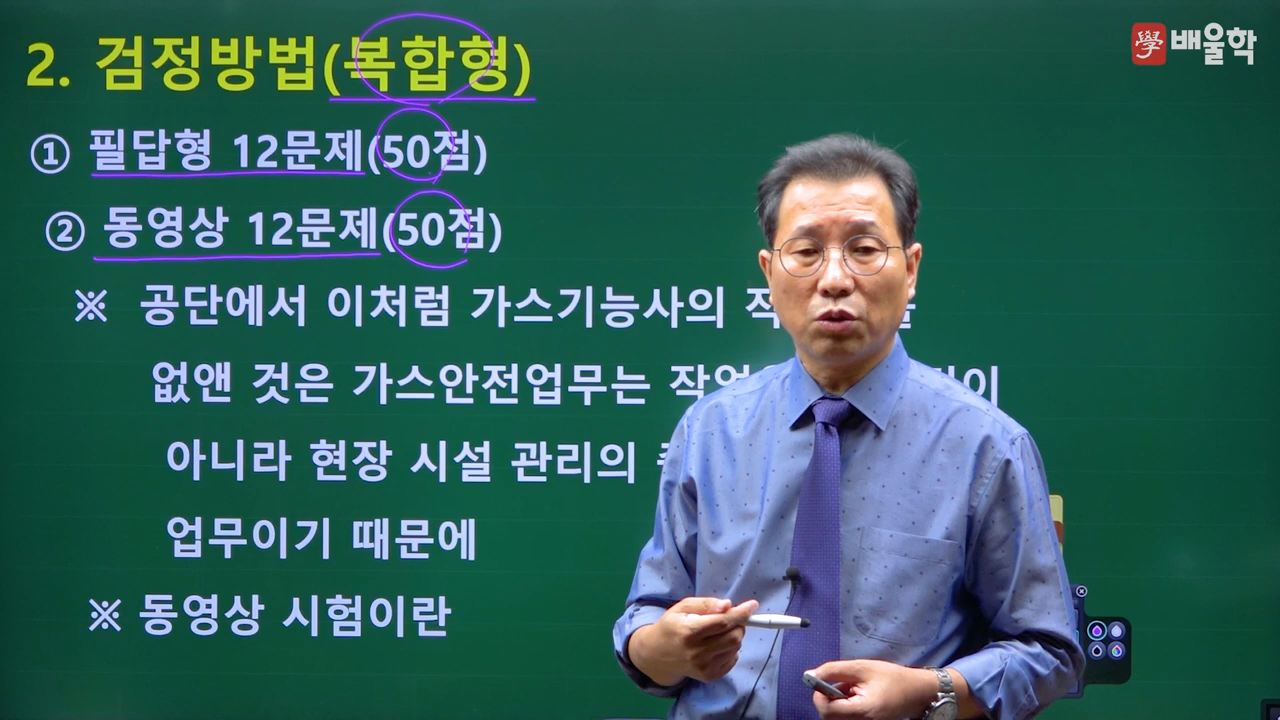 2. 검정방법(복합형)
學 배울학
① 필답형 12문제(50점)
② 동영상 12문제(50점)
※ 공단에서 이처럼 가스기능사의
없앤 것은 가스안전업무는
아니라 현장 시설 관리의
업무이기 때문에
※ 동영상 시험이란